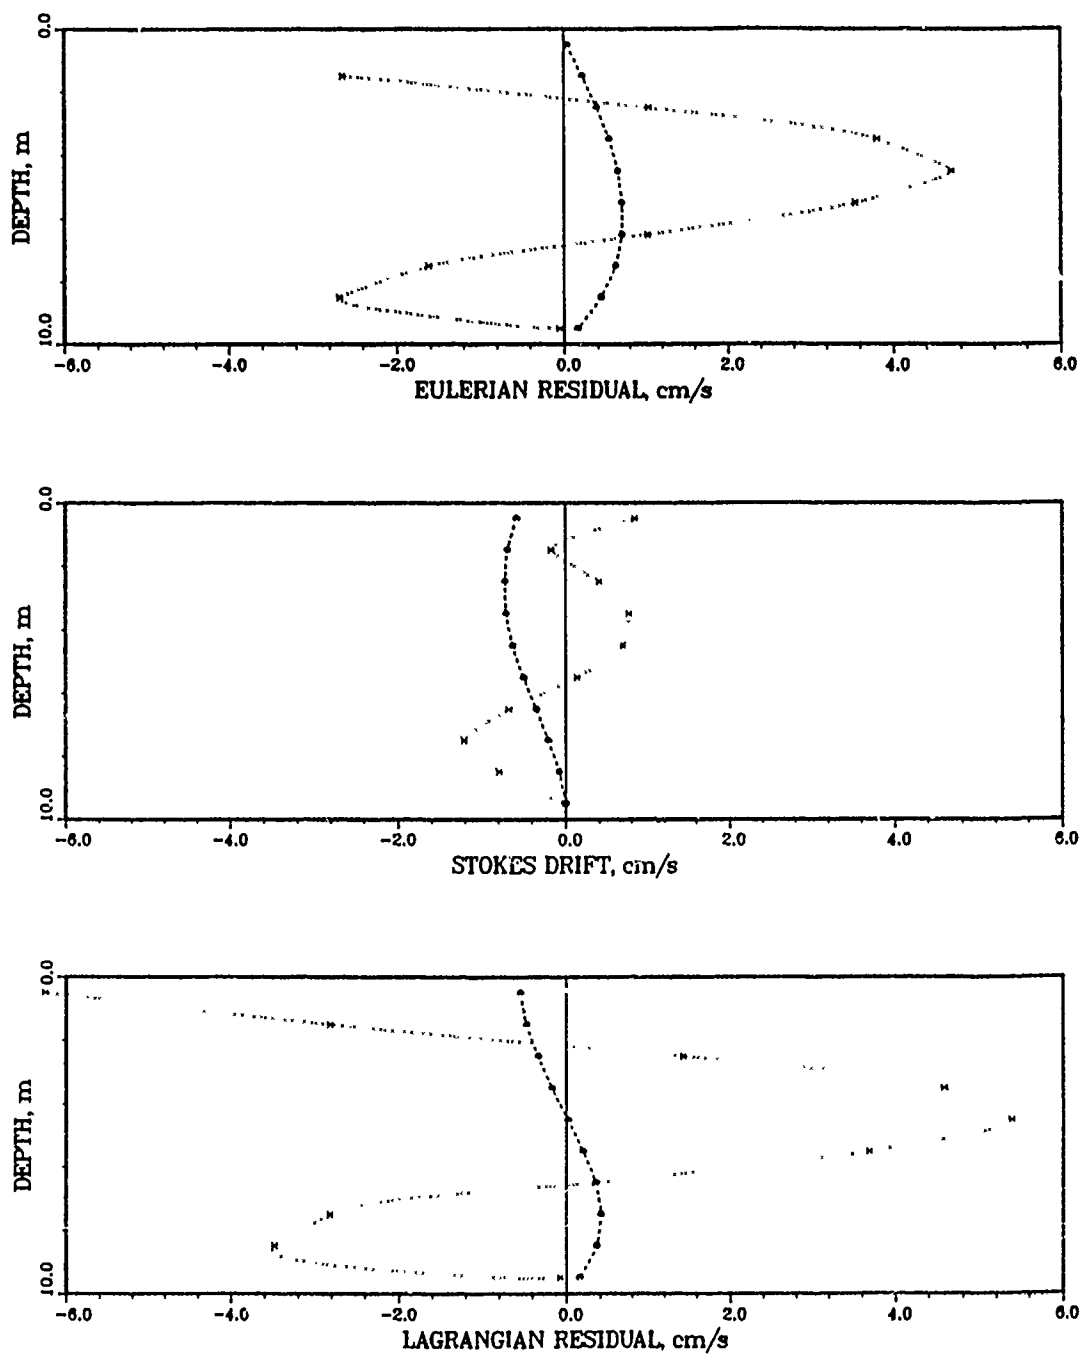 0.0
DEPTH, m
10.0
-6.0 -4.0 -2.0 0.0 2.0 4.0 6.0
EULERIAN RESIDUAL, cm/s
0.0
DEPTH, m
10.0
-6.0 -4.0 -2.0 0.0 2.0 4.0 6.0
STOKES DRIFT, cm/s
0.0
DEPTH, m
10.0
-6.0 -4.0 -2.0 0.0 2.0 4.0 6.0
LAGRANGIAN RESIDUAL, cm/s